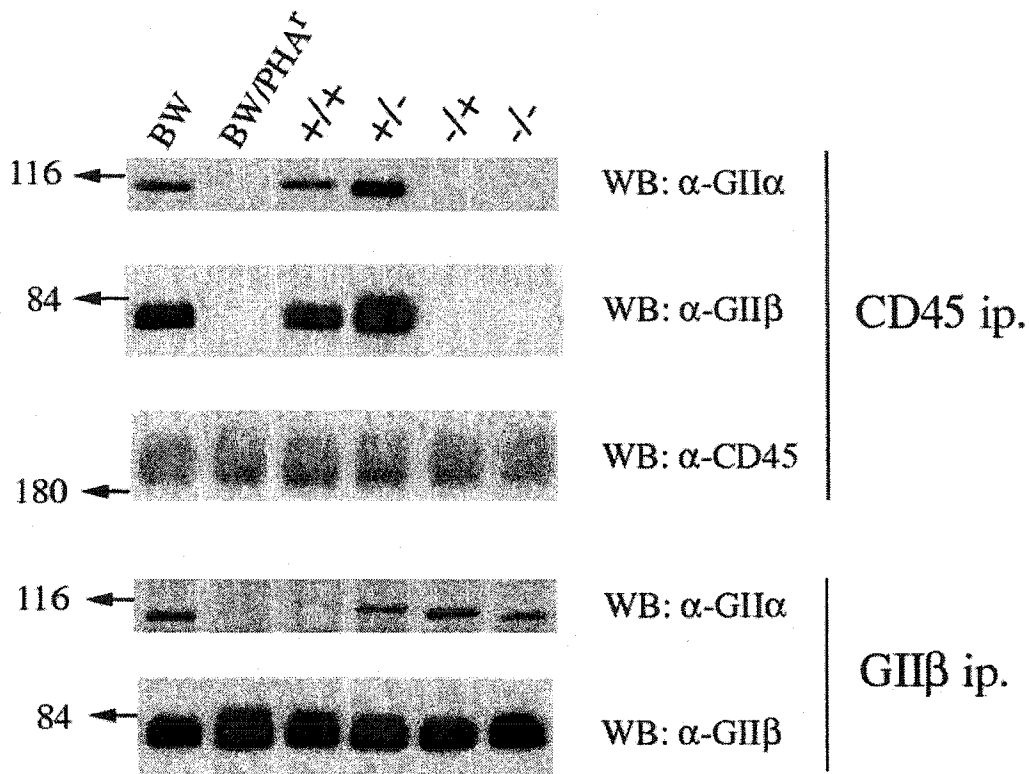 BW BW/PHAʳ +/+ +/- -/+ -/-
116 WB: α-GIIα
84 WB: α-GIIβ
CD45 ip.
WB: α-CD45
180
116 WB: α-GIIα
GIIβ ip.
84 WB: α-GIIβ